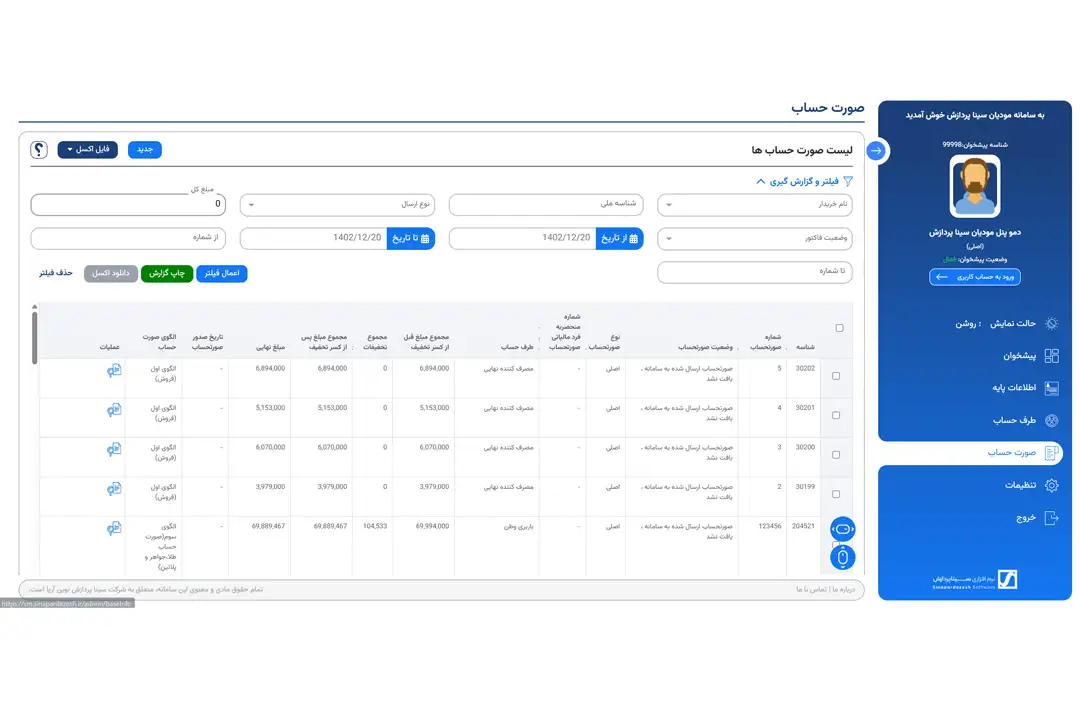 به سامانه مودیان سینا پردازش خوش آمدید
شناسه پیشخوان:99998
دمو پنل مودیان سینا پردازش
(اصلی)
وضعیت پیشخوان: فعال
ورود به حساب کاربری
حالت نمایش : روشن
پیشخوان
اطلاعات پایه
طرف حساب
صورت حساب
تنظیمات
خروج
نرم افزاری سینا پردازش
Sinapardazesh Software
صورت حساب
لیست صورت حساب ها
جدید
فایل اکسل
?
فیلتر و گزارش گیری
نام خریدار
شناسه ملی
نوع ارسال
مبلغ کل
0
وضعیت فاکتور
از تاریخ 1402/12/20
تا تاریخ 1402/12/20
از شماره
تا شماره
اعمال فیلتر
چاپ گزارش
دانلود اکسل
حذف فیلتر
شناسه
شماره صورتحساب
وضعیت صورتحساب
نوع صورتحساب
شماره منحصربه فرد مالیاتی صورتحساب
طرف حساب
مجموع مبلغ قبل از کسر تخفیف
مجموع تخفیفات
مجموع مبلغ پس از کسر تخفیف
مبلغ نهایی
تاریخ صدور صورتحساب
الگوی صورت حساب
عملیات
30202 5 صورتحساب ارسال شده به سامانه ، یافت نشد اصلی - مصرف کننده نهایی 6,894,000 0 6,894,000 6,894,000 - الگوی اول (فروش)
30201 4 صورتحساب ارسال شده به سامانه ، یافت نشد اصلی - مصرف کننده نهایی 5,153,000 0 5,153,000 5,153,000 - الگوی اول (فروش)
30200 3 صورتحساب ارسال شده به سامانه ، یافت نشد اصلی - مصرف کننده نهایی 6,070,000 0 6,070,000 6,070,000 - الگوی اول (فروش)
30199 2 صورتحساب ارسال شده به سامانه ، یافت نشد اصلی - مصرف کننده نهایی 3,979,000 0 3,979,000 3,979,000 - الگوی اول (فروش)
204521 123456 صورتحساب ارسال شده به سامانه ، یافت نشد اصلی - باربری وطن 69,994,000 104,533 69,889,467 69,889,467 - الگوی سوم(صورت حساب طلا،جواهر و پلاتین)
درباره ما | تماس با ما
تمام حقوق مادی و معنوی این سامانه، متعلق به شرکت سینا پردازش نوین آریا است.